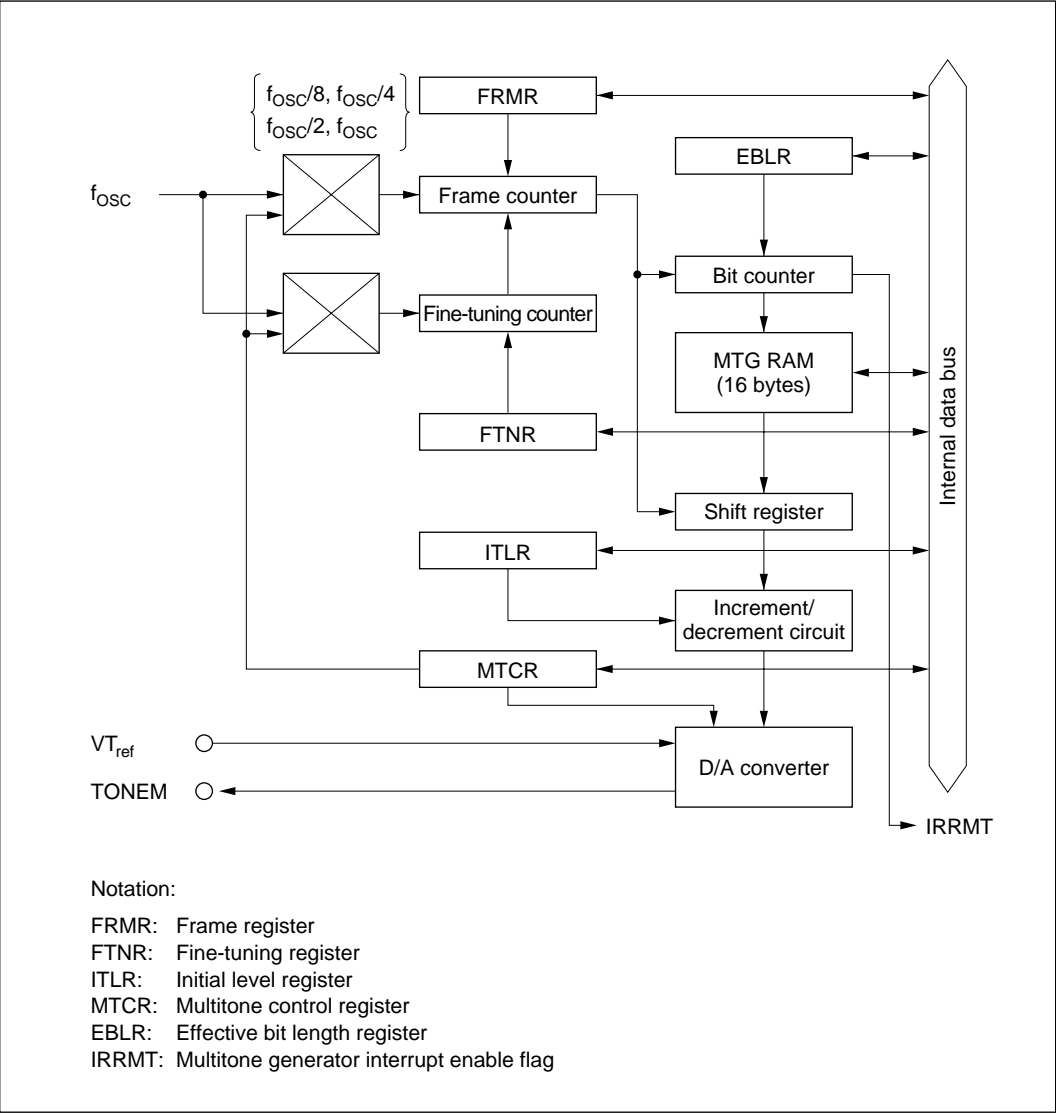 fOSC/8, fOSC/4
fOSC/2, fOSC
FRMR
EBLR
fOSC
Frame counter
Bit counter
Fine-tuning counter
MTG RAM
(16 bytes)
Internal data bus
FTNR
Shift register
ITLR
Increment/
decrement circuit
MTCR
VTref
D/A converter
TONEM
IRRMT
Notation:
FRMR: Frame register
FTNR: Fine-tuning register
ITLR: Initial level register
MTCR: Multitone control register
EBLR: Effective bit length register
IRRMT: Multitone generator interrupt enable flag